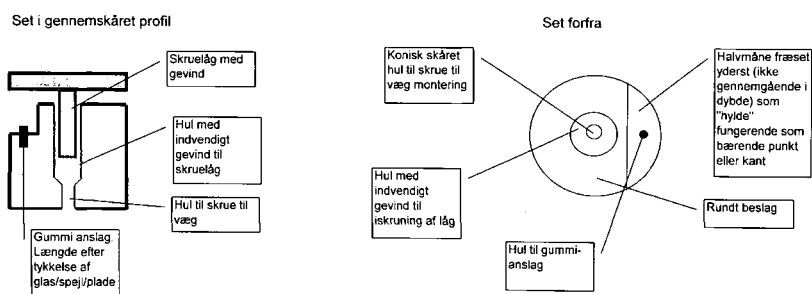 Set i gennemskåret profil
Skruelåg med
gevind
Hul med
indvendigt
gevind til
skruelåg
Hul til skrue til
væg
Gummi anslag.
Længde efter
tykkelse af
glas/spejl/plade
Set forfra
Konisk skåret
hul til skrue til
væg montering
Halvmåne fræset
yderst (ikke
gennemgående i
dybde) som
"hylde"
fungerende som
bærende punkt
eller kant
Hul med
indvendigt
gevind til
iskruning af låg
Rundt beslag
Hul til gummi-
anslag